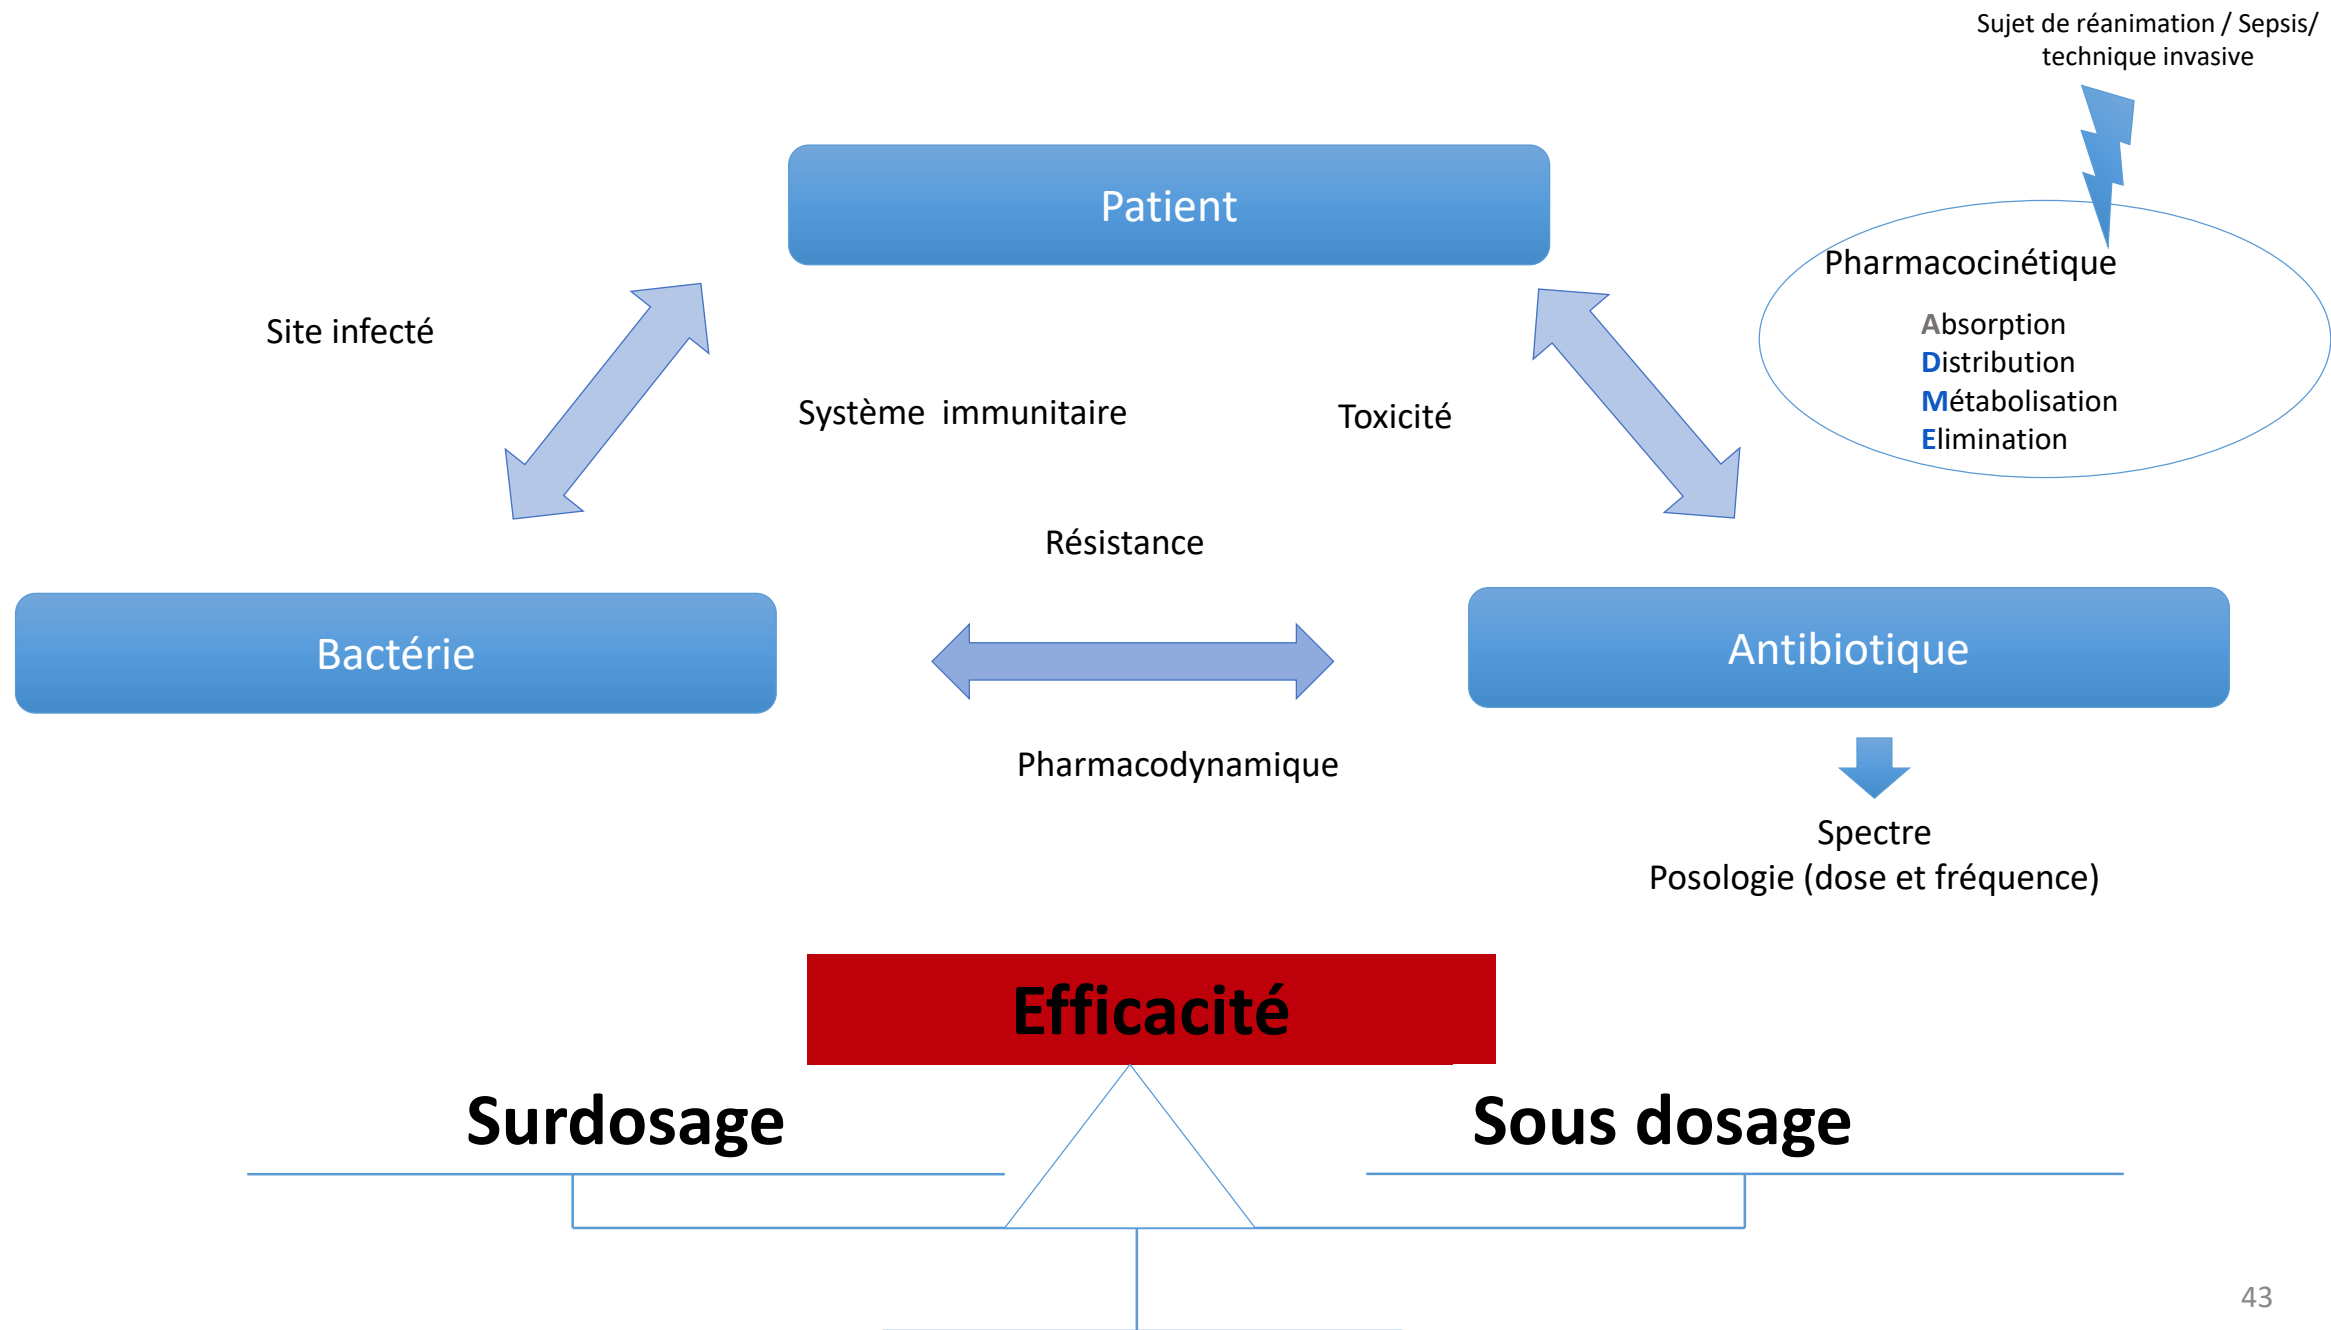 Sujet de réanimation / Sepsis/
technique invasive
Patient
Pharmacocinétique
Absorption
Distribution
Métabolisation
Elimination
Site infecté
Système  immunitaire
Toxicité
Résistance
Bactérie
Antibiotique
Pharmacodynamique
Spectre
Posologie (dose et fréquence)
Efficacité
Surdosage
Sous dosage
43